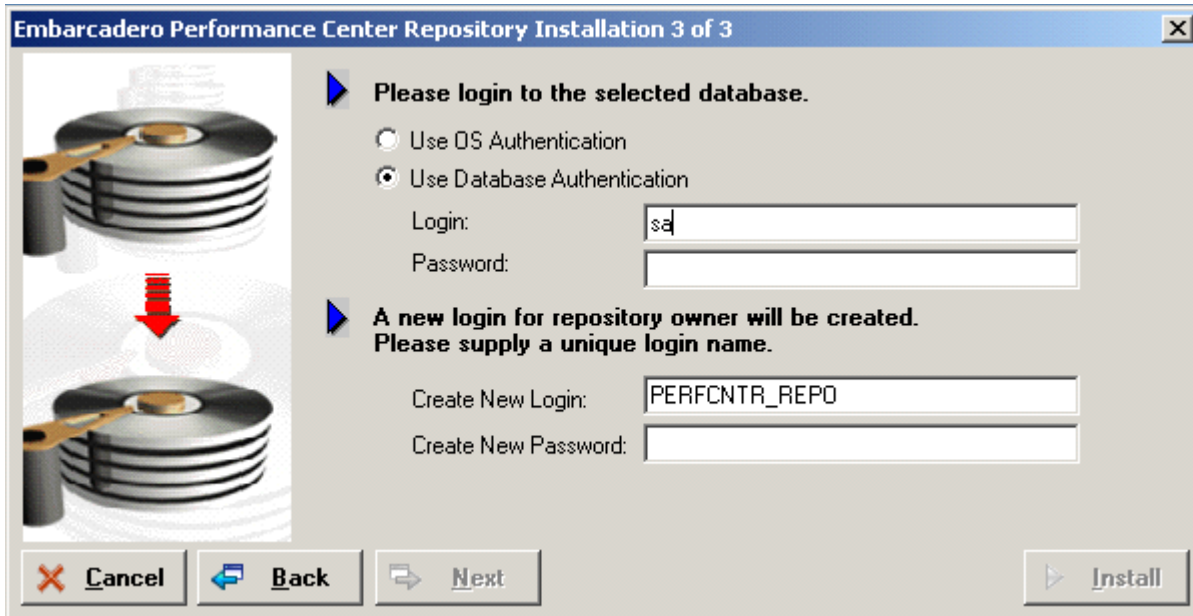 Embarcadero Performance Center Repository Installation 3 of 3
Please login to the selected database.
Use OS Authentication
Use Database Authentication
Login: sa
Password:
A new login for repository owner will be created.
Please supply a unique login name.
Create New Login: PERFCNTR_REPO
Create New Password:
Cancel Back Next Install